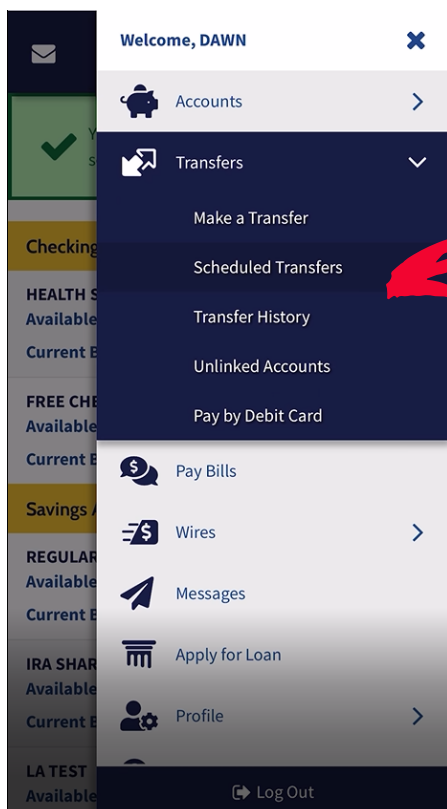 Welcome, DAWN
Accounts
Transfers
Make a Transfer
Scheduled Transfers
Transfer History
Unlinked Accounts
Pay by Debit Card
Pay Bills
Wires
Messages
Apply for Loan
Profile
Log Out
Y
s
Checking
HEALTH S
Available
Current B
FREE CHE
Available
Current B
Savings A
REGULAR
Available
Current B
IRA SHAR
Available
Current B
LA TEST
Available